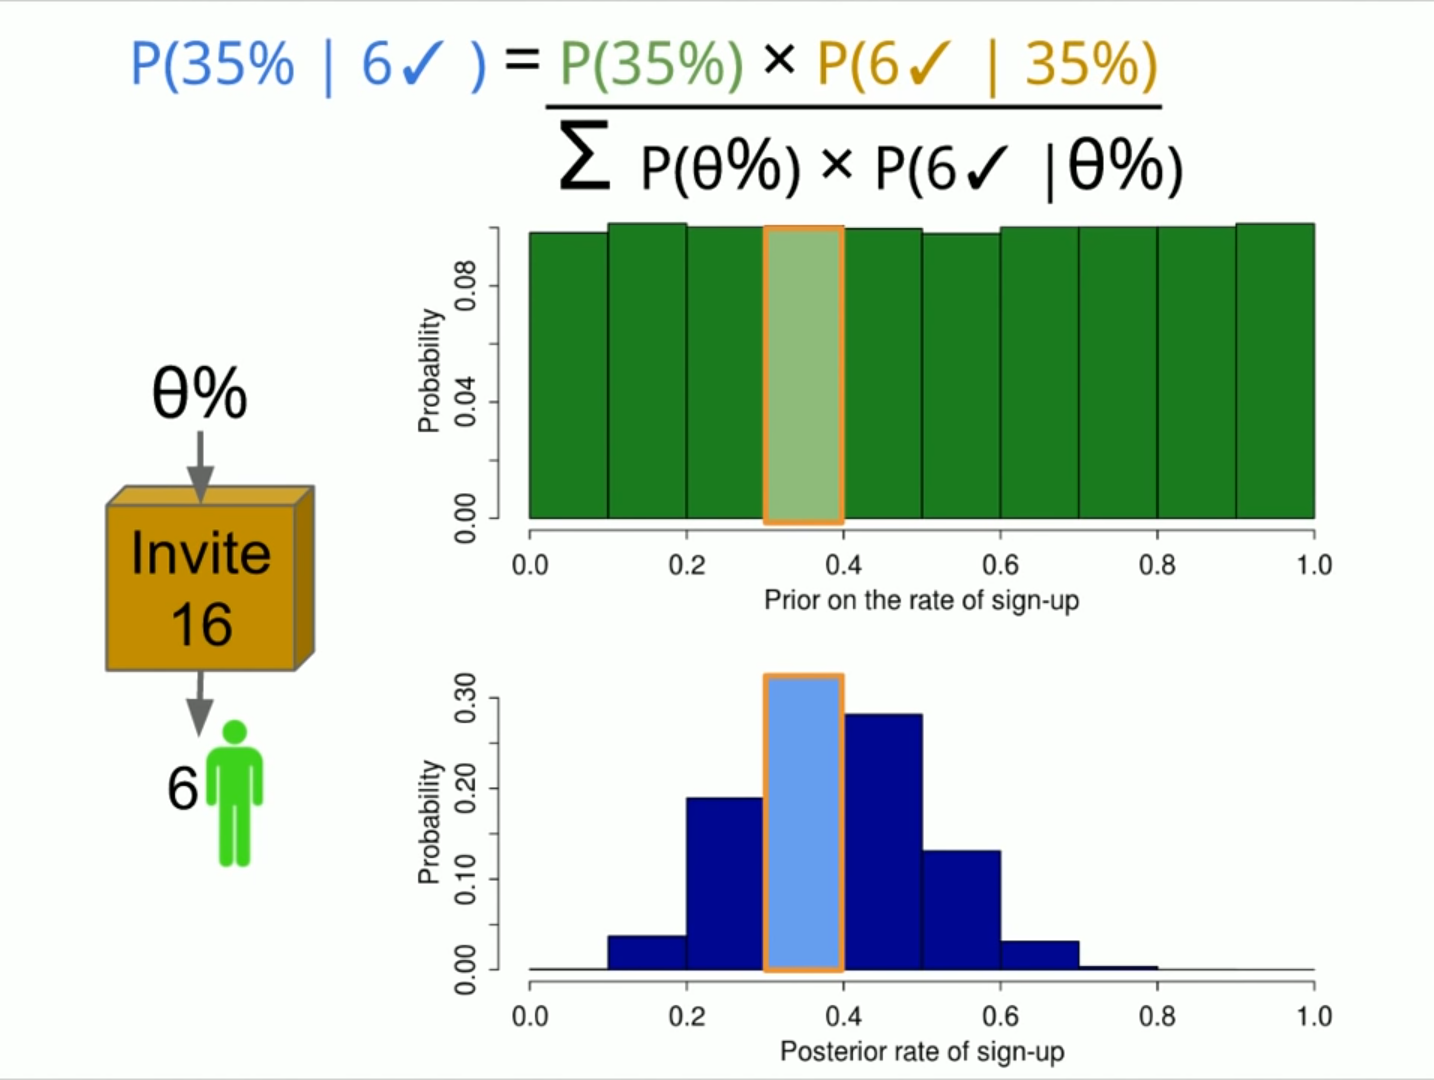 P(35% | 6✓ ) = P(35%) × P(6✓ | 35%)
Σ P(θ%) × P(6✓ |θ%)
θ%
Invite
16
6
Probability
0.08
0.04
0.00
0.0 0.2 0.4 0.6 0.8 1.0
Prior on the rate of sign-up
Probability
0.30
0.20
0.10
0.00
0.0 0.2 0.4 0.6 0.8 1.0
Posterior rate of sign-up